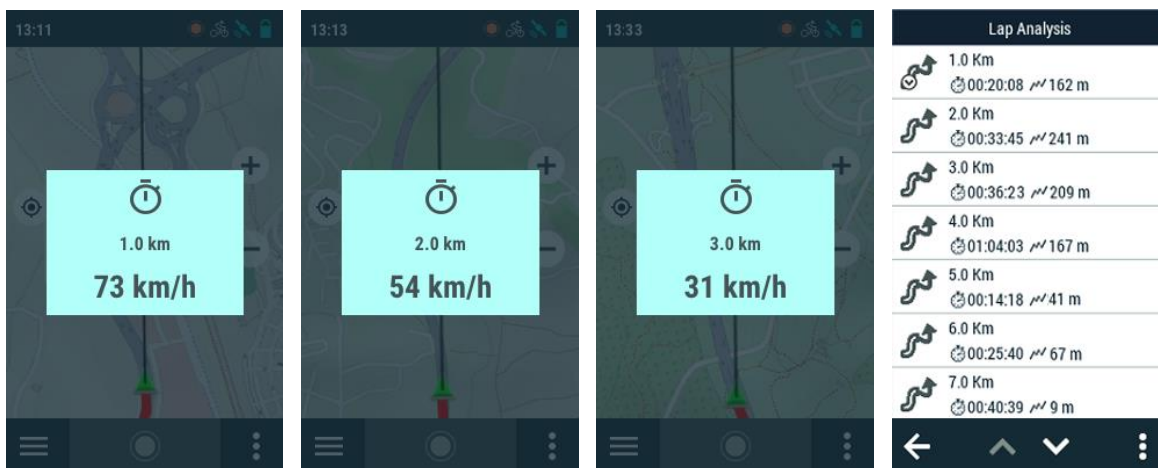 13:11
1.0 km
73 km/h
13:13
2.0 km
54 km/h
13:33
3.0 km
31 km/h
Lap Analysis
1.0 Km
00:20:08 162 m
2.0 Km
00:33:45 241 m
3.0 Km
00:36:23 209 m
4.0 Km
01:04:03 167 m
5.0 Km
00:14:18 41 m
6.0 Km
00:25:40 67 m
7.0 Km
00:40:39 9 m